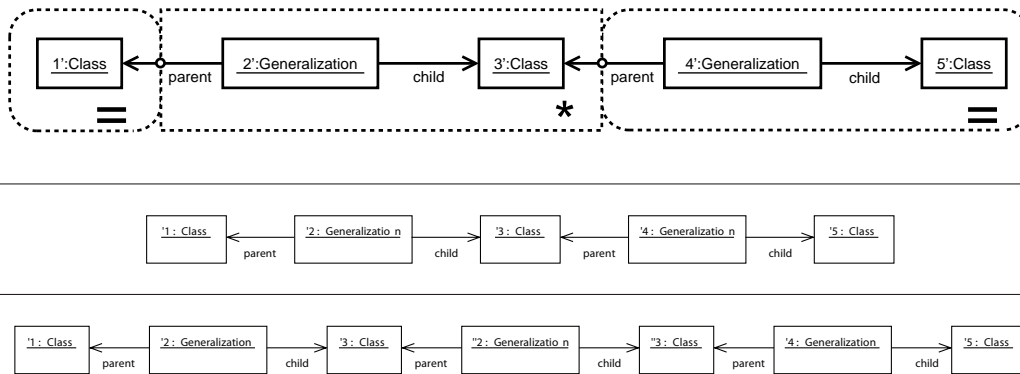 1':Class
2':Generalization
3':Class
4':Generalization
5':Class
parent
child
parent
child
=
*
=
'1 : Class
'2 : Generalizatio n
'3 : Class
'4 : Generalizatio n
'5 : Class
parent
child
parent
child
'1 : Class
'2 : Generalization
'3 : Class
''2 : Generalizatio n
''3 : Class
'4 : Generalization
'5 : Class
parent
child
parent
child
parent
child